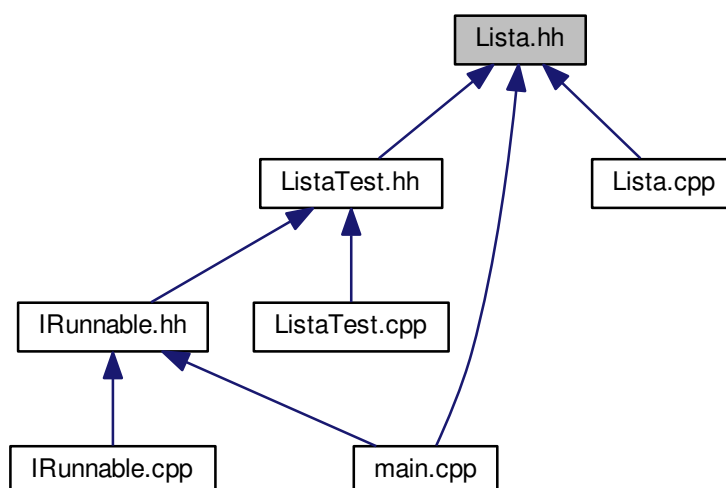 Lista.hh
ListaTest.hh
Lista.cpp
IRunnable.hh
ListaTest.cpp
IRunnable.cpp
main.cpp